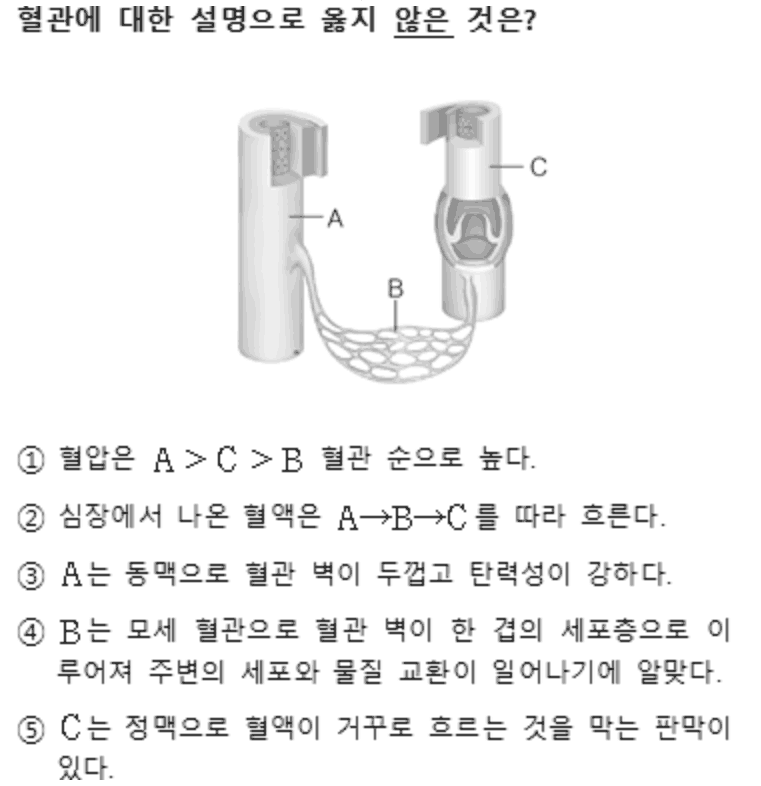 혈관에 대한 설명으로 옳지 않은 것은?
A
B
C
① 혈압은 A > C > B 혈관 순으로 높다.
② 심장에서 나온 혈액은 A→B→C를 따라 흐른다.
③ A는 동맥으로 혈관 벽이 두껍고 탄력성이 강하다.
④ B는 모세 혈관으로 혈관 벽이 한 겹의 세포층으로 이
루어져 주변의 세포와 물질 교환이 일어나기에 알맞다.
⑤ C는 정맥으로 혈액이 거꾸로 흐르는 것을 막는 판막이
있다.